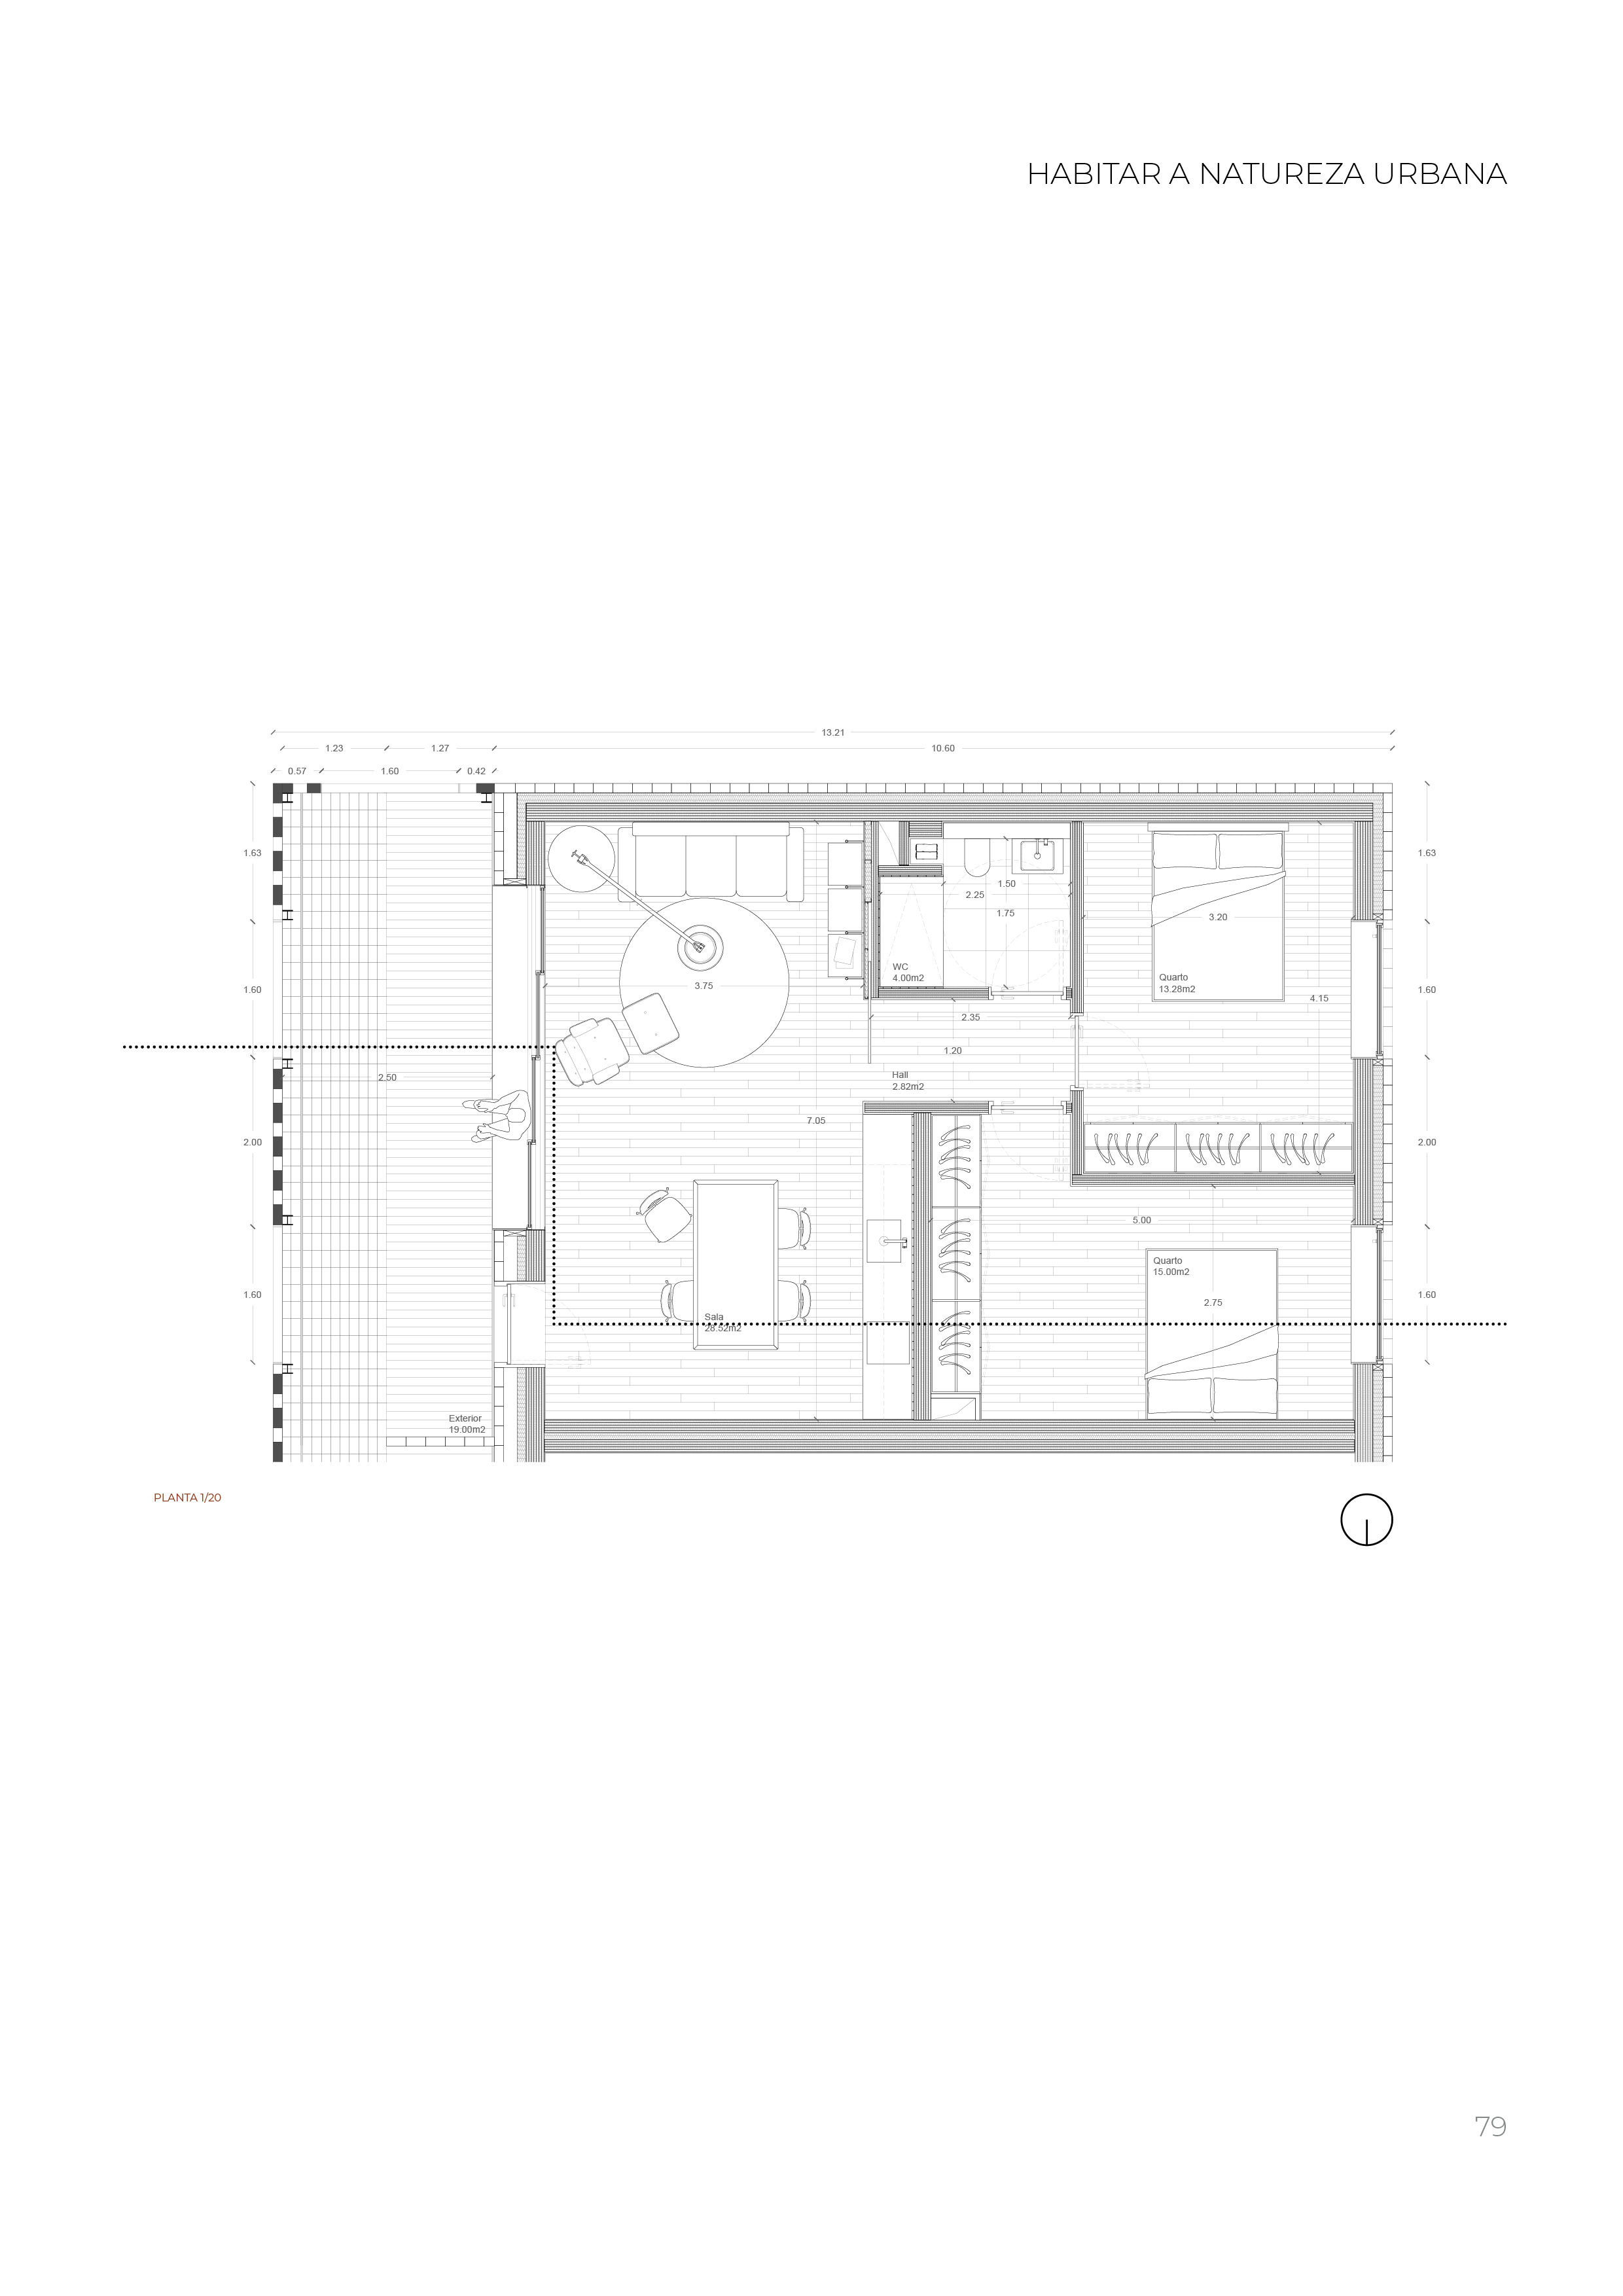 HABITAR A NATUREZA URBANA
13.21
1.23 1.27 10.60
0.57 1.60 0.42
1.63 1.63
1.50
2.25
1.75
3.20
WC
4.00m2
Quarto
13.28m2
3.75
1.60 4.15 1.60
2.35
1.20
Hall
2.82m2
2.50
7.05
2.00 2.00
5.00
Quarto
15.00m2
1.60 2.75 1.60
Sala
28.52m2
Exterior
19.00m2
PLANTA 1/20
79